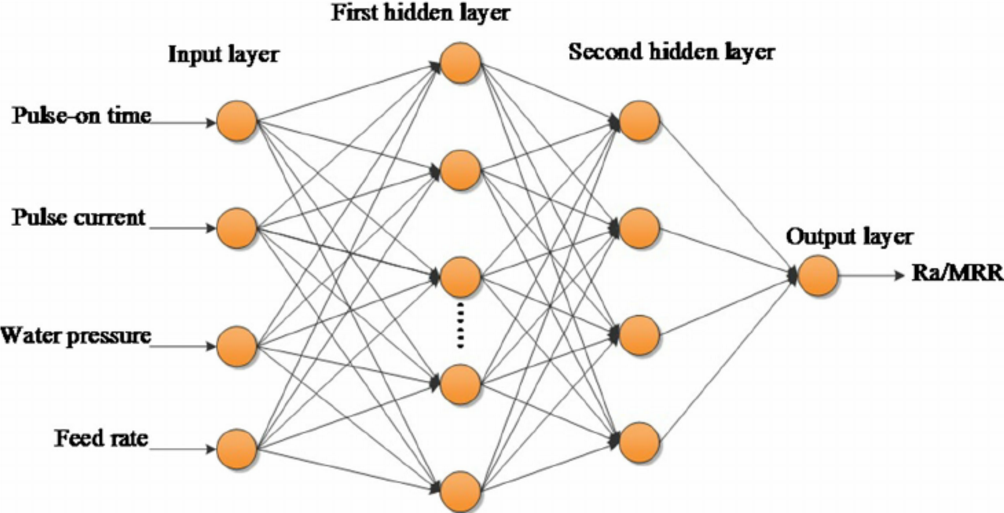 First hidden layer
Input layer
Second hidden layer
Pulse-on time
Pulse current
Output layer
Ra/MRR
Water pressure
Feed rate